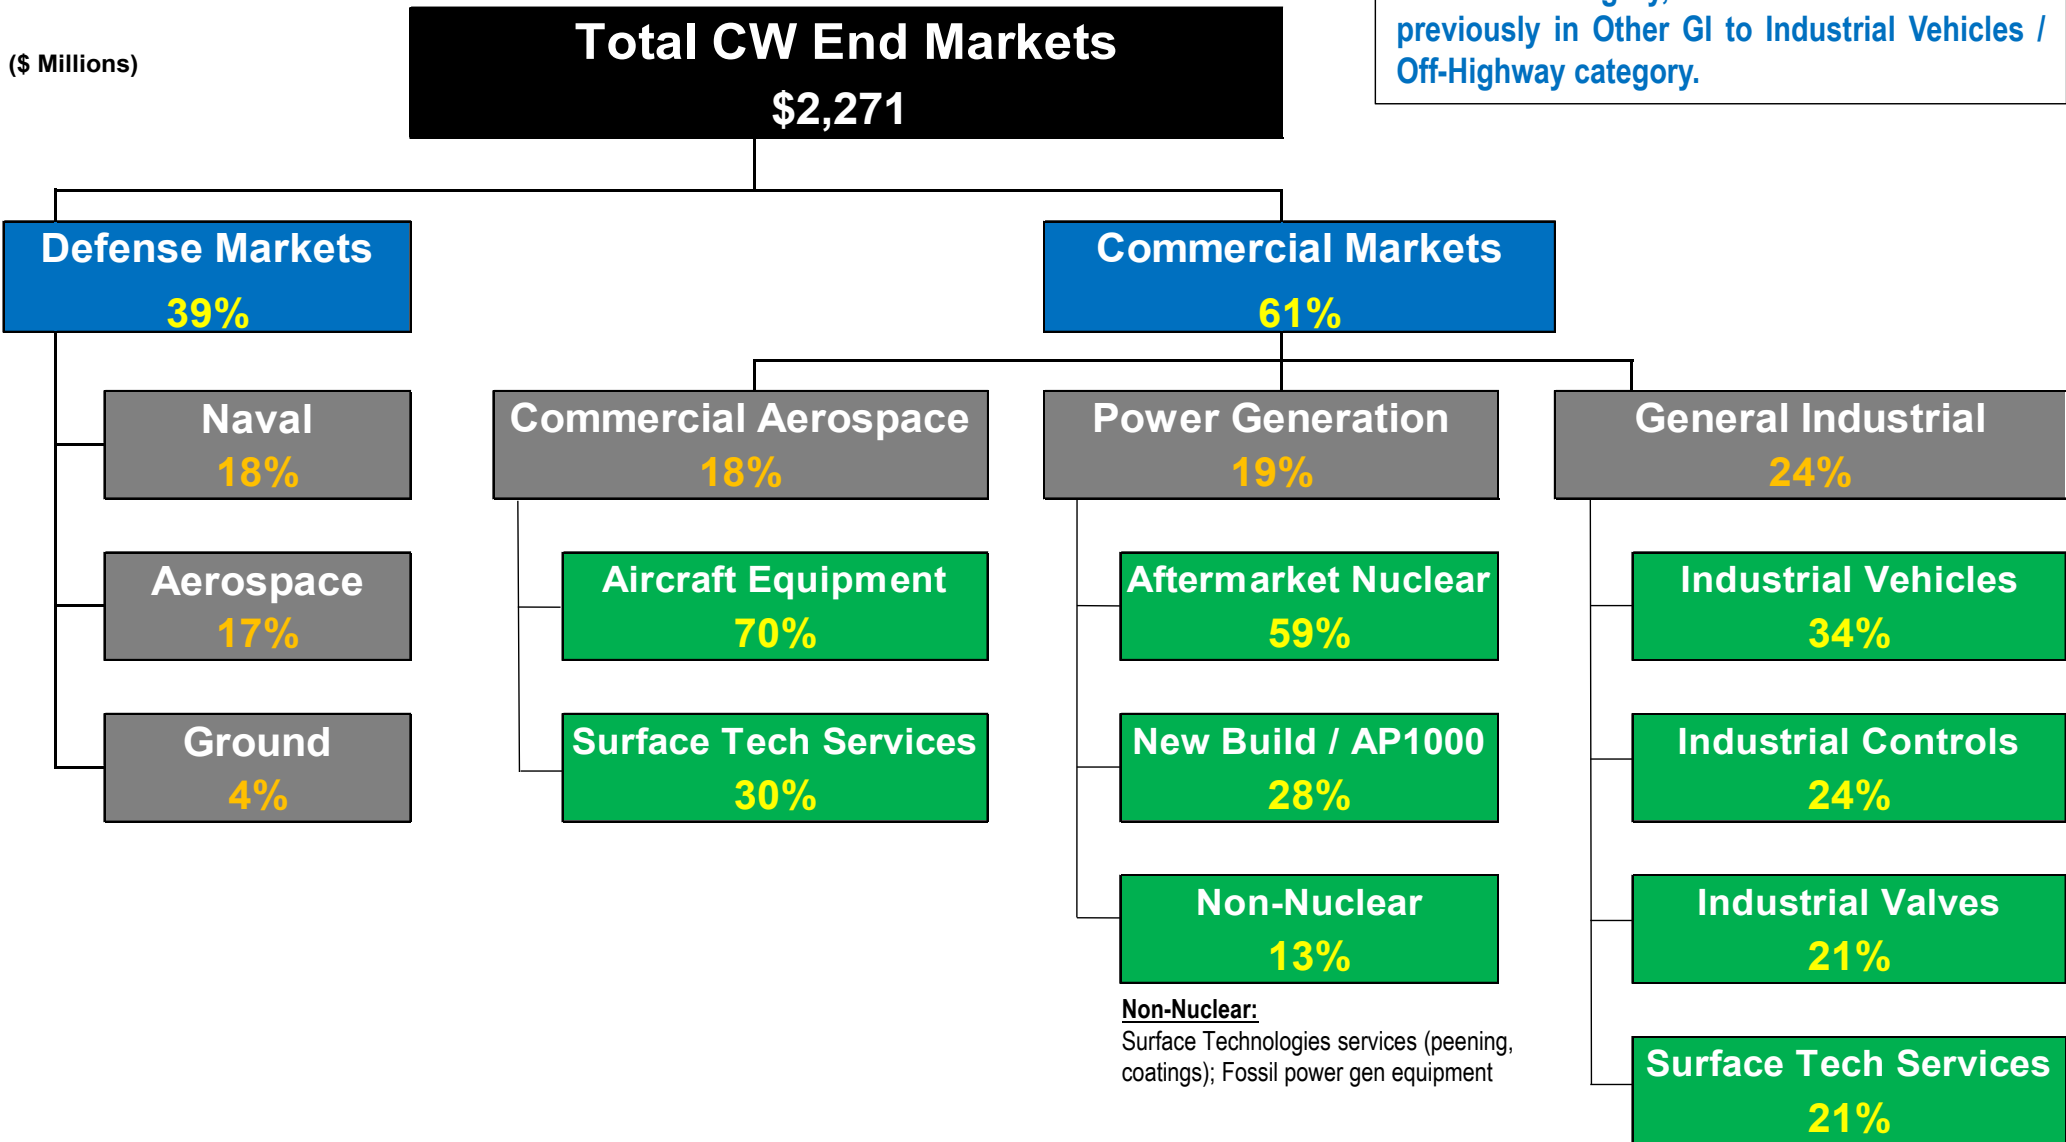 ($ Millions)
Total CW End Markets
$2,271
previously in Other GI to Industrial Vehicles /
Off-Highway category.
Defense Markets
39%
Commercial Markets
61%
Naval
18%
Aerospace
17%
Ground
4%
Commercial Aerospace
18%
Aircraft Equipment
70%
Surface Tech Services
30%
Power Generation
19%
Aftermarket Nuclear
59%
New Build / AP1000
28%
Non-Nuclear
13%
Non-Nuclear:
Surface Technologies services (peening,
coatings); Fossil power gen equipment
General Industrial
24%
Industrial Vehicles
34%
Industrial Controls
24%
Industrial Valves
21%
Surface Tech Services
21%